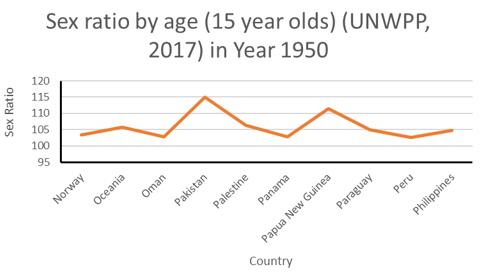 Sex ratio by age (15 year olds) (UNWPP,
2017) in Year 1950
Sex Ratio
120
115
110
105
100
95
Norway
Oceania
Oman
Pakistan
Palestine
Panama
Papua New Guinea
Paraguay
Peru
Philippines
Country